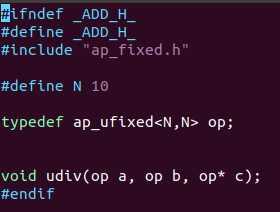 #ifndef _ADD_H_
#define _ADD_H_
#include "ap_fixed.h"
#define N 10
typedef ap_ufixed<N,N> op;
void udiv(op a, op b, op* c);
#endif